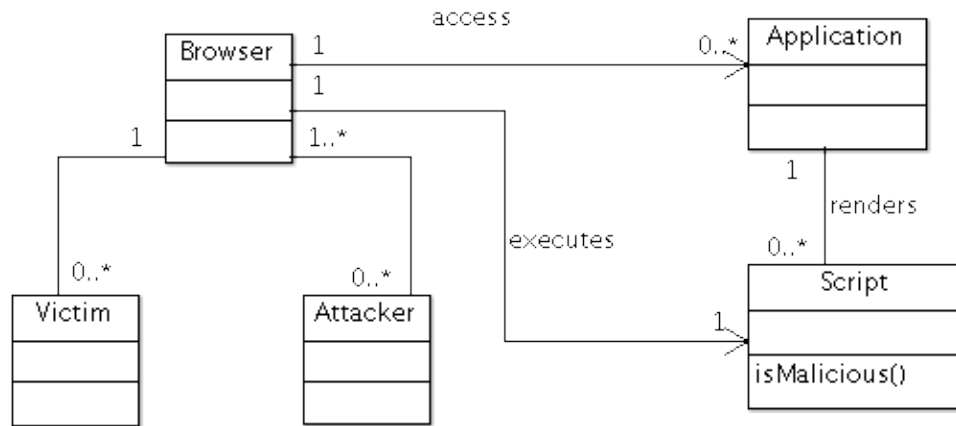 access
Browser
1
0..*
Application
1
1
1..*
1
renders
executes
0..*
0..*
0..*
Victim
Attacker
1
Script
isMalicious()